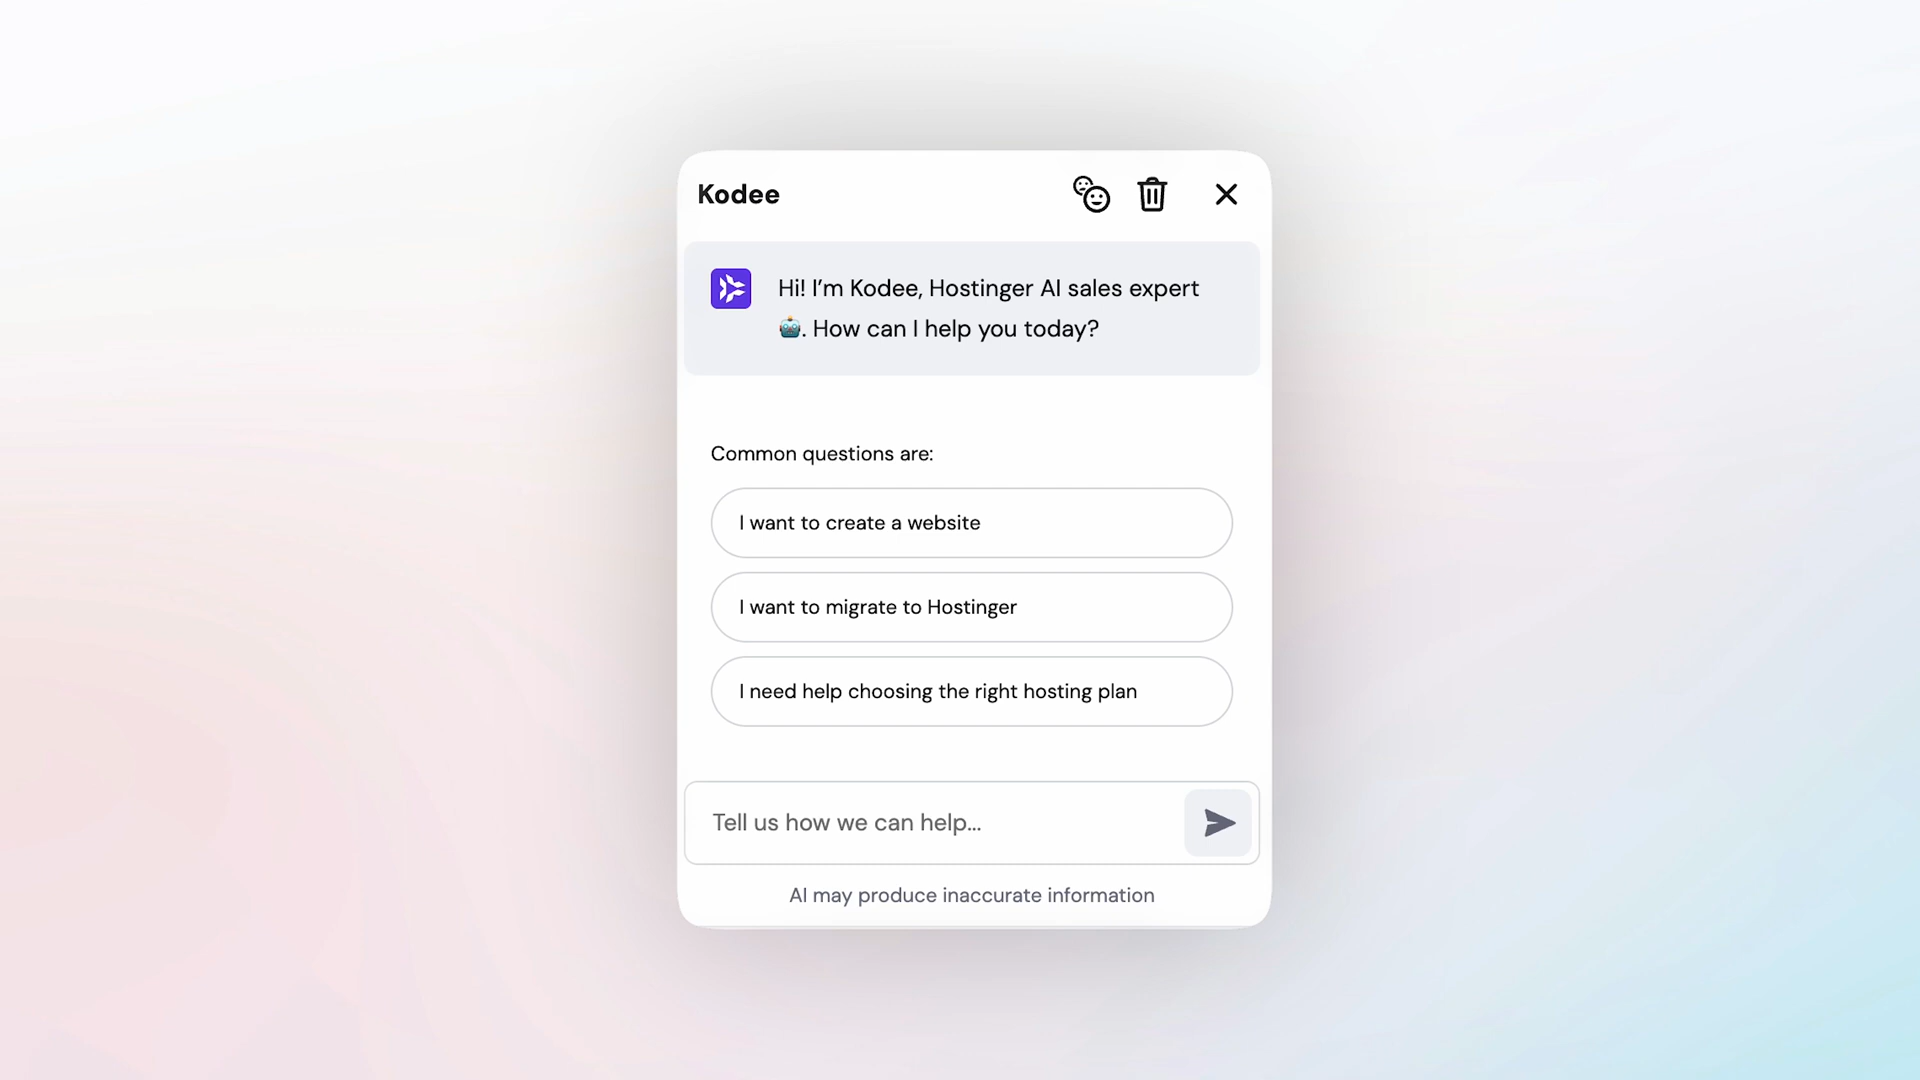 Kodee
Hi! I’m Kodee, Hostinger AI sales expert
🤖. How can I help you today?
Common questions are:
I want to create a website
I want to migrate to Hostinger
I need help choosing the right hosting plan
Tell us how we can help...
AI may produce inaccurate information